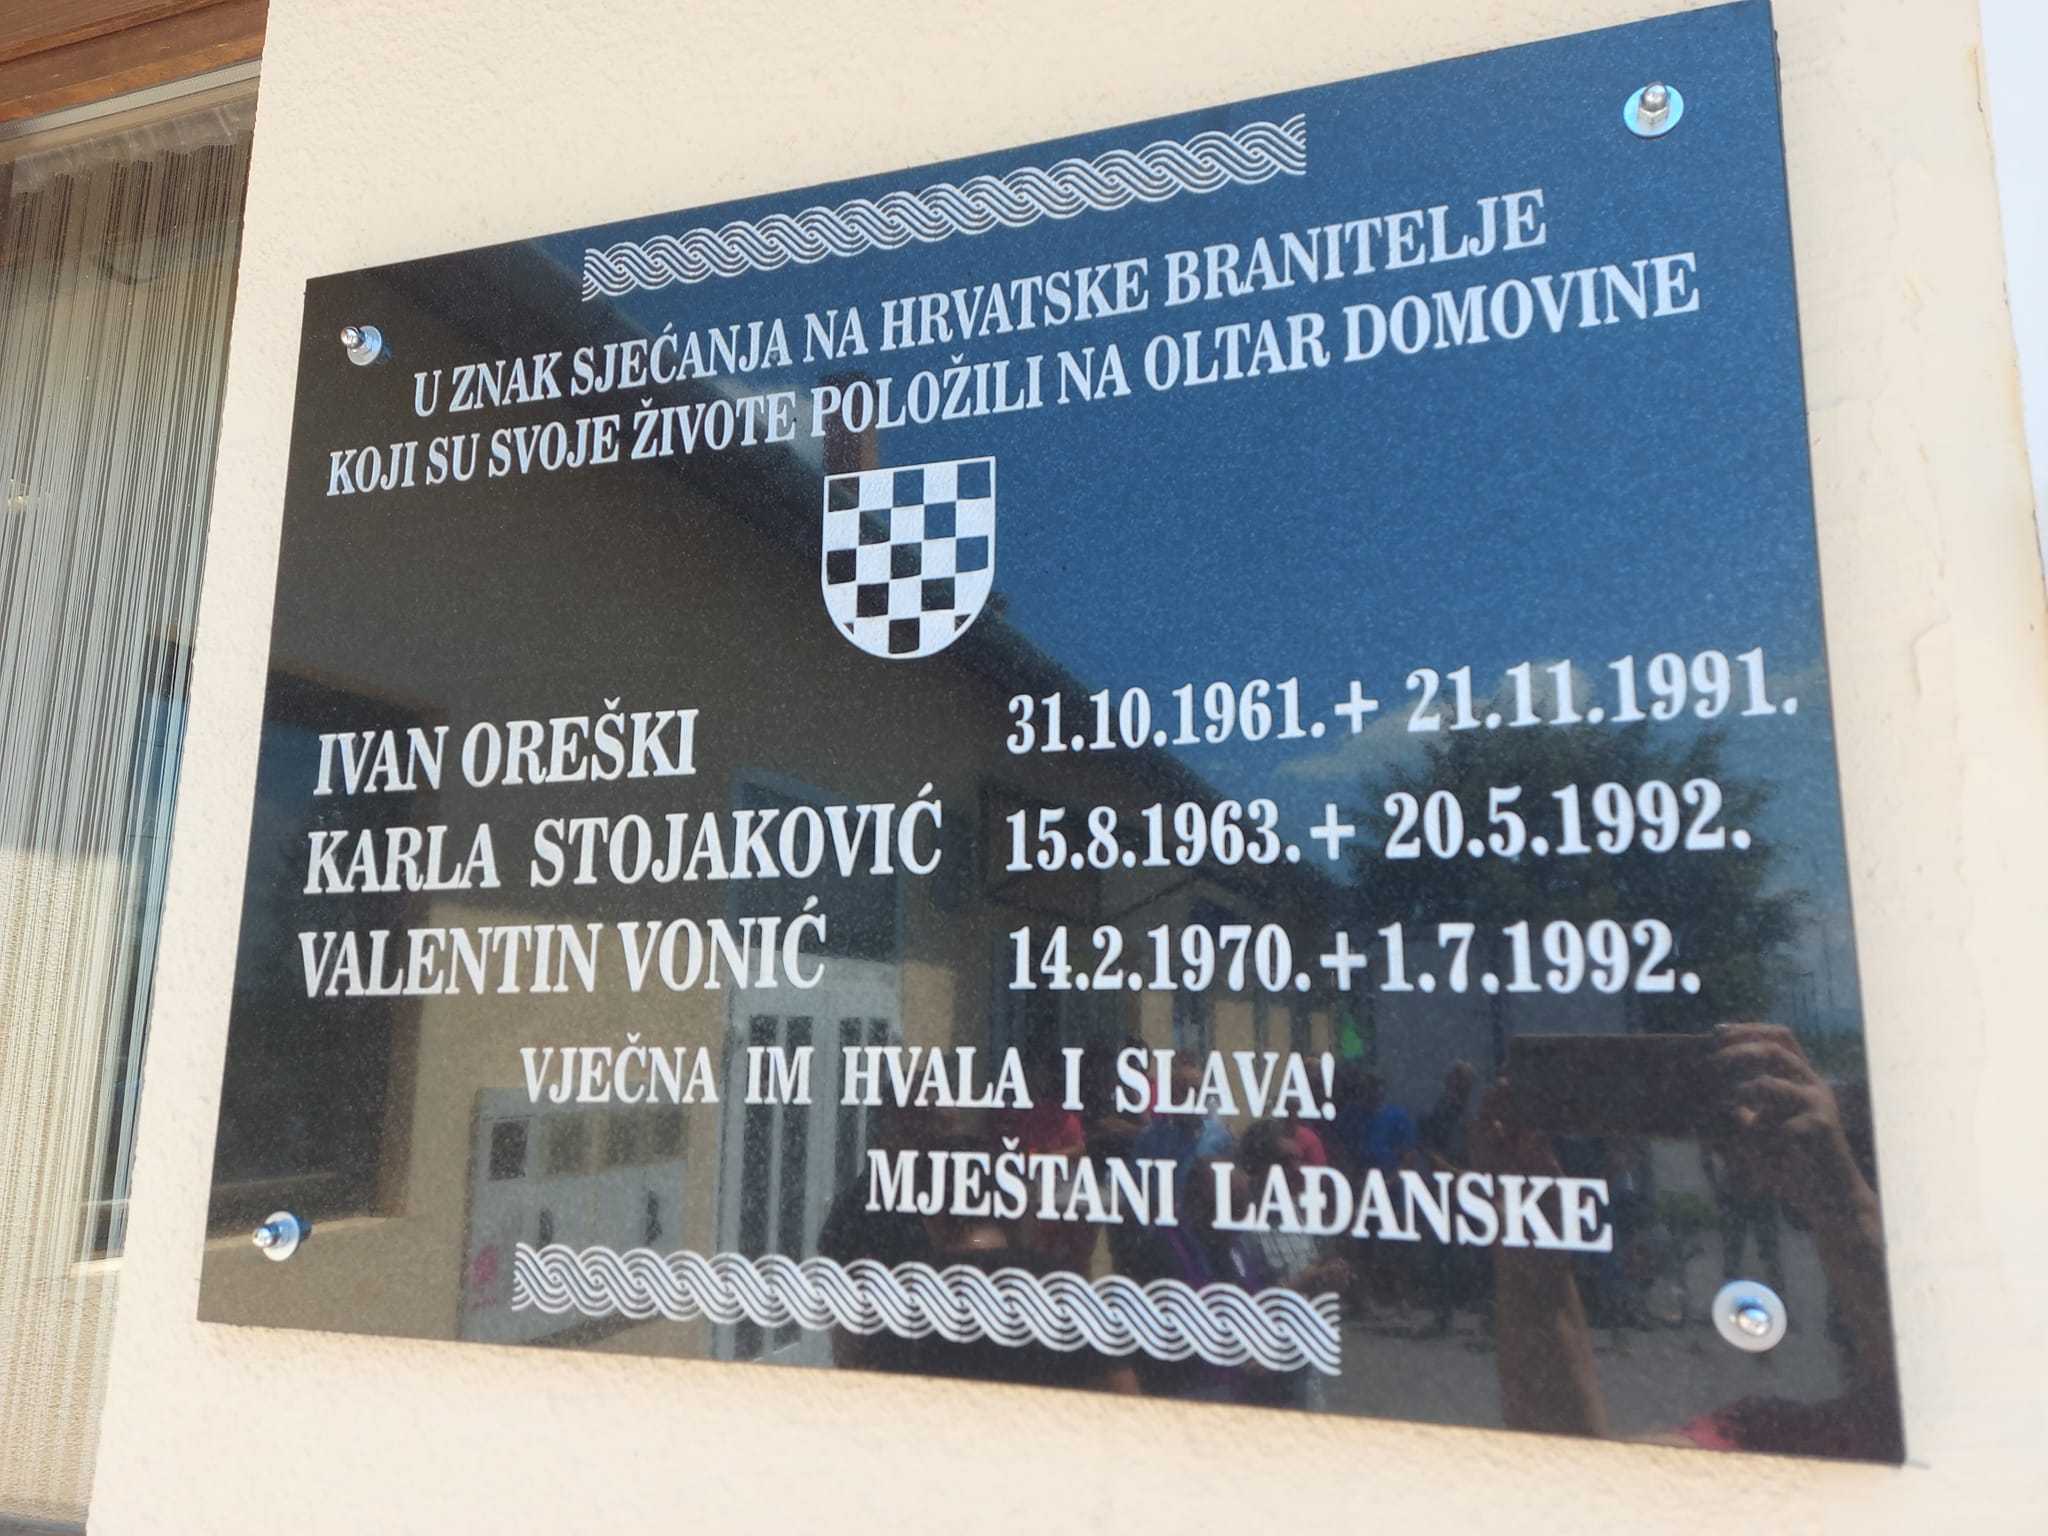 U ZNAK SJEĆANJA NA HRVATSKE BRANITELJE
KOJI SU SVOJE ŽIVOTE POLOŽILI NA OLTAR DOMOVINE
IVAN OREŠKI 31.10.1961.+ 21.11.1991.
KARLA STOJAKOVIĆ 15.8.1963.+ 20.5.1992.
VALENTIN VONIĆ 14.2.1970.+1.7.1992.
VJEČNA IM HVALA I SLAVA!
MJEŠTANI LAĐANSKE